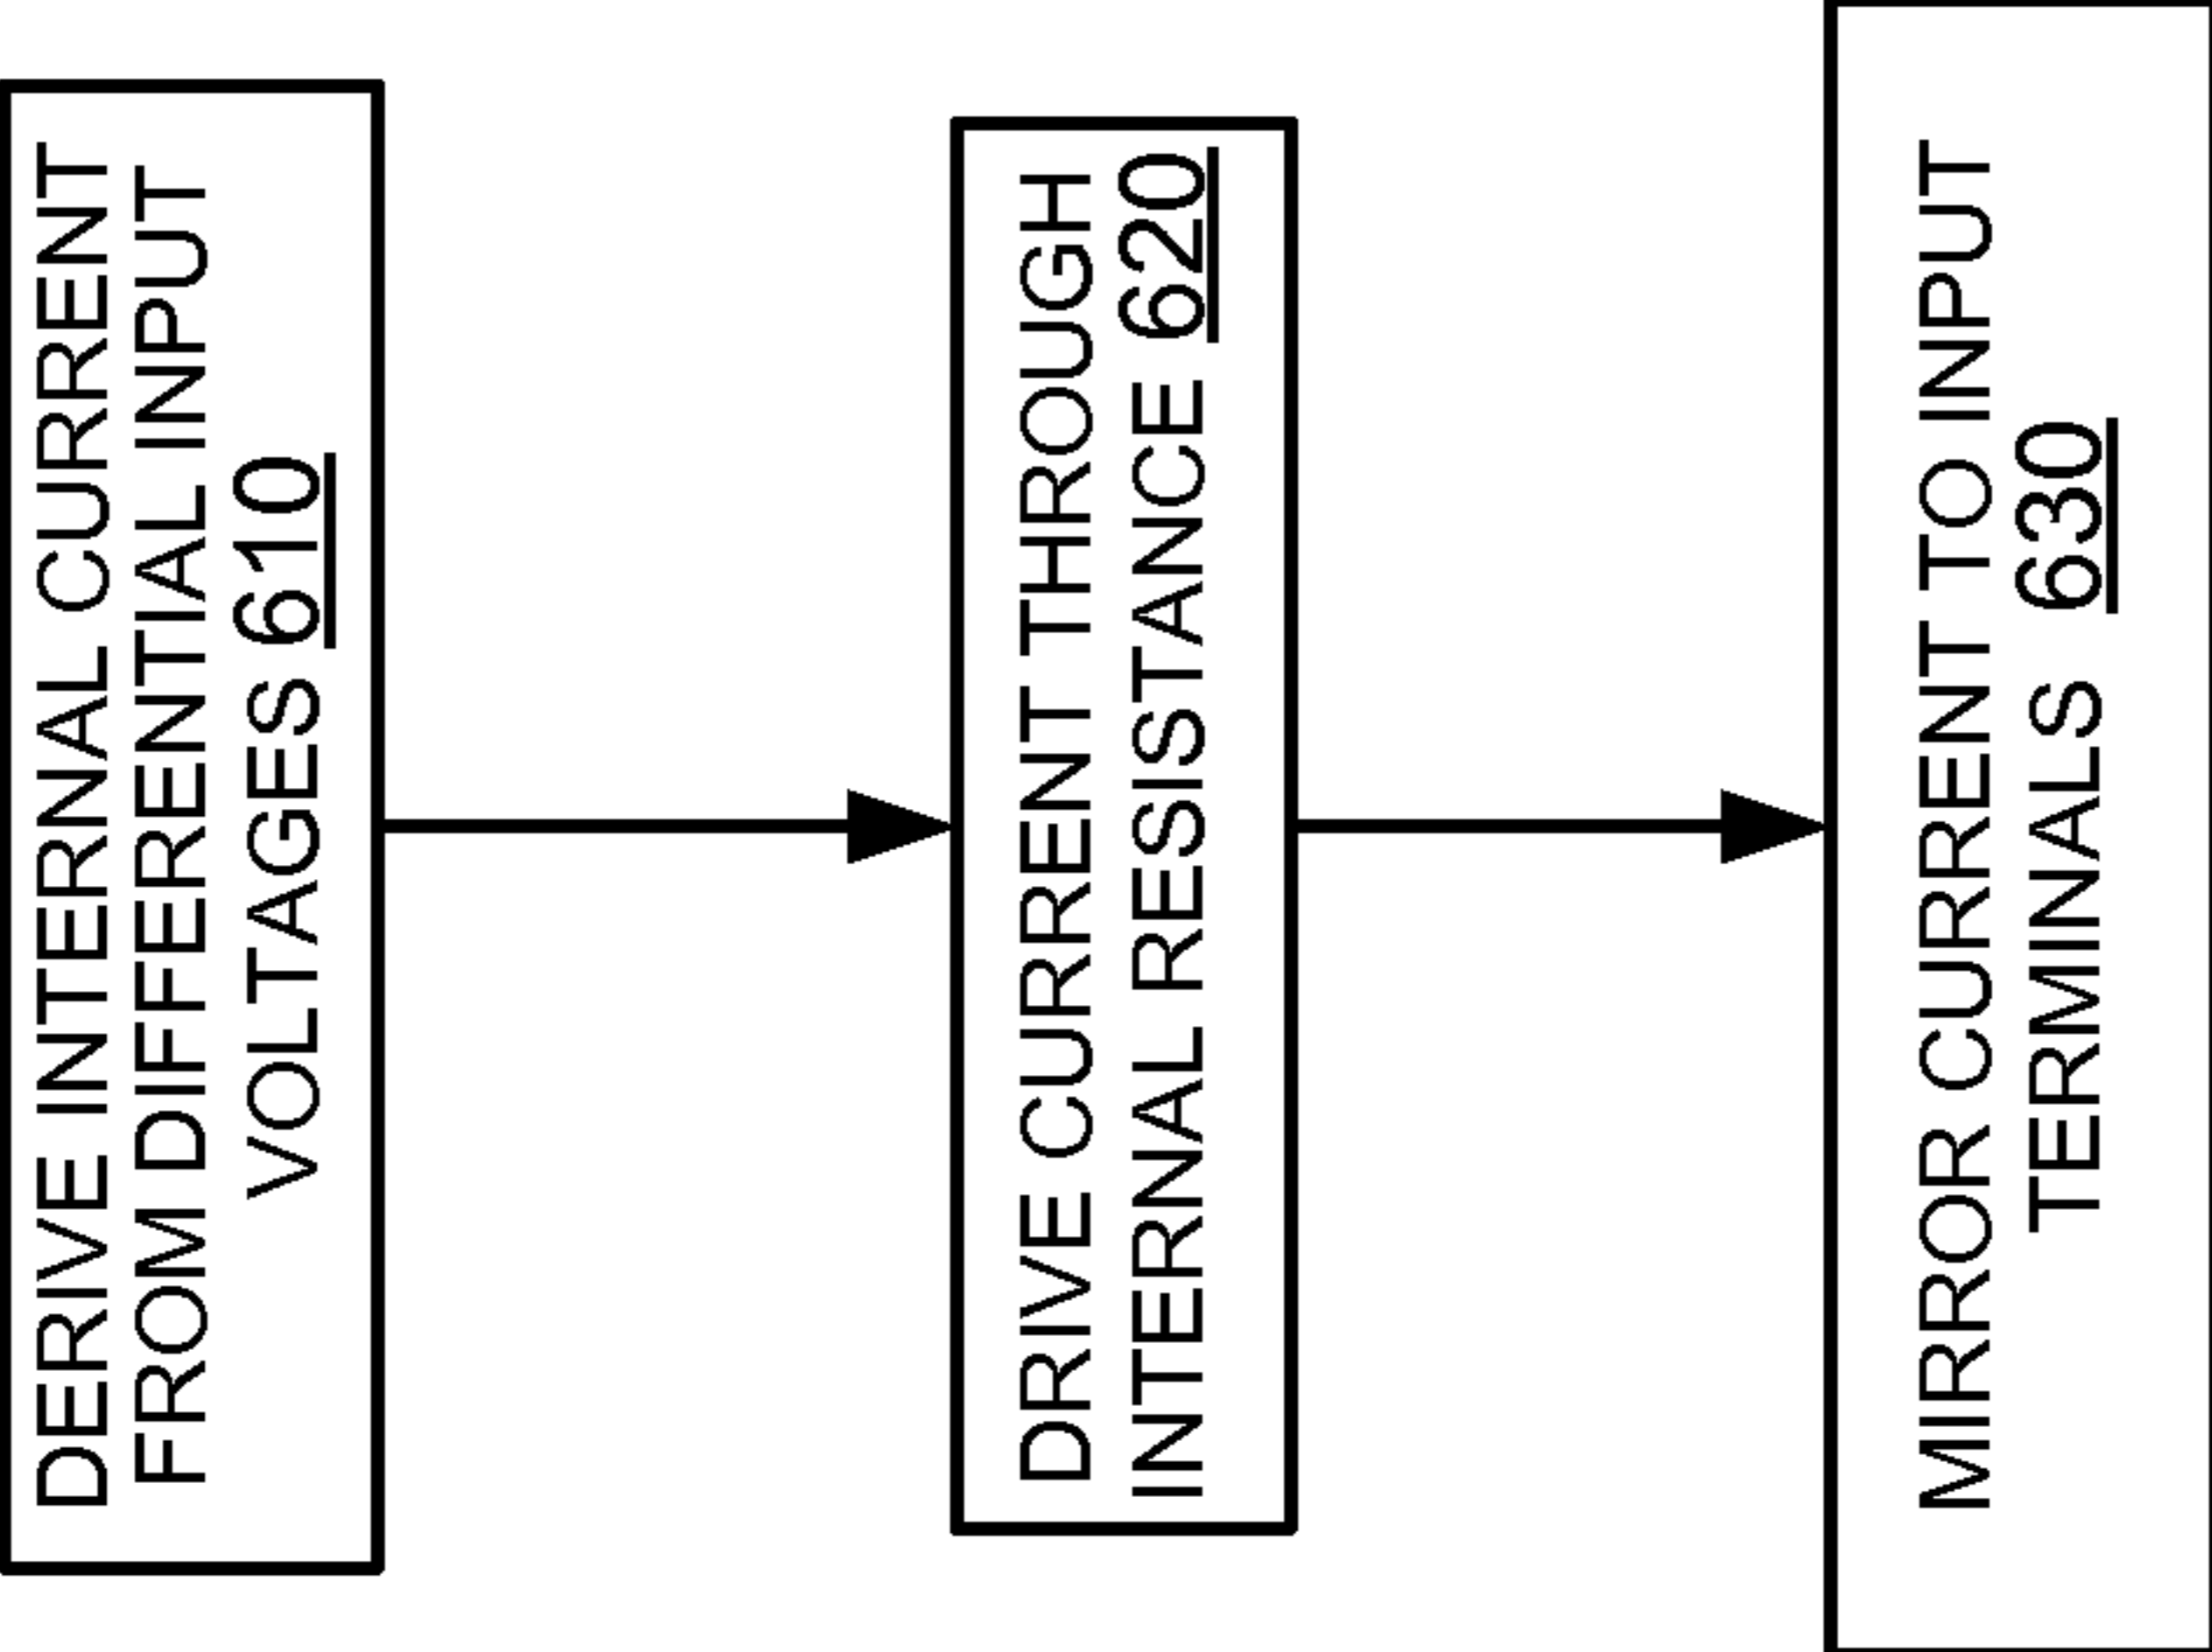 DERIVE INTERNAL CURRENT
FROM DIFFERENTIAL INPUT
VOLTAGES 610
DRIVE CURRENT THROUGH
INTERNAL RESISTANCE 620
MIRROR CURRENT TO INPUT
TERMINALS 630